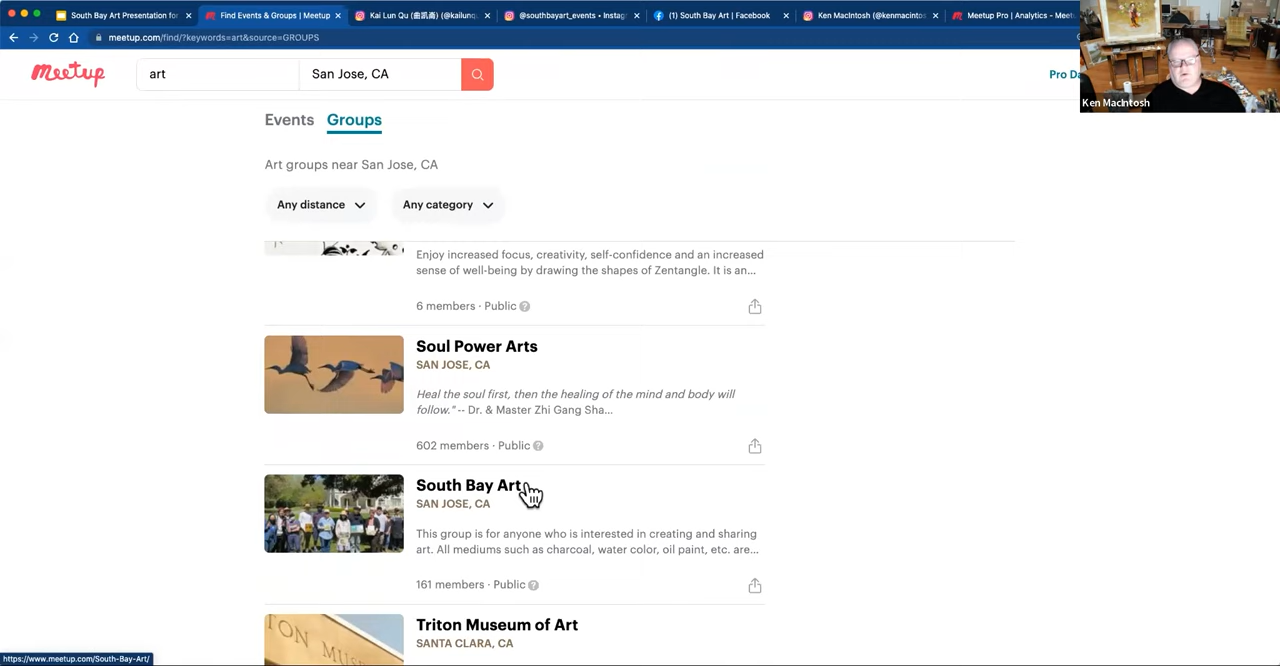 South Bay Art Presentation for
Find Events & Groups | Meetup
Kai Lun Qu (曲凯嵛) (@kailunqu
@southbayart_events • Instag
(1) South Bay Art | Facebook
Ken MacIntosh (@kenmacintos
Meetup Pro | Analytics – Meetu
meetup.com/find/?keywords=art&source=GROUPS
Meetup
art
San Jose, CA
Pro Da
Ken MacIntosh
Events
Groups
Art groups near San Jose, CA
Any distance
Any category
Enjoy increased focus, creativity, self-confidence and an increased
sense of well-being by drawing the shapes of Zentangle. It is an...
6 members · Public
Soul Power Arts
SAN JOSE, CA
Heal the soul first, then the healing of the mind and body will
follow." -- Dr. & Master Zhi Gang Sha...
602 members · Public
South Bay Art
SAN JOSE, CA
This group is for anyone who is interested in creating and sharing
art. All mediums such as charcoal, water color, oil paint, etc. are...
161 members · Public
TON MUS
Triton Museum of Art
SANTA CLARA, CA
https://www.meetup.com/South-Bay-Art/